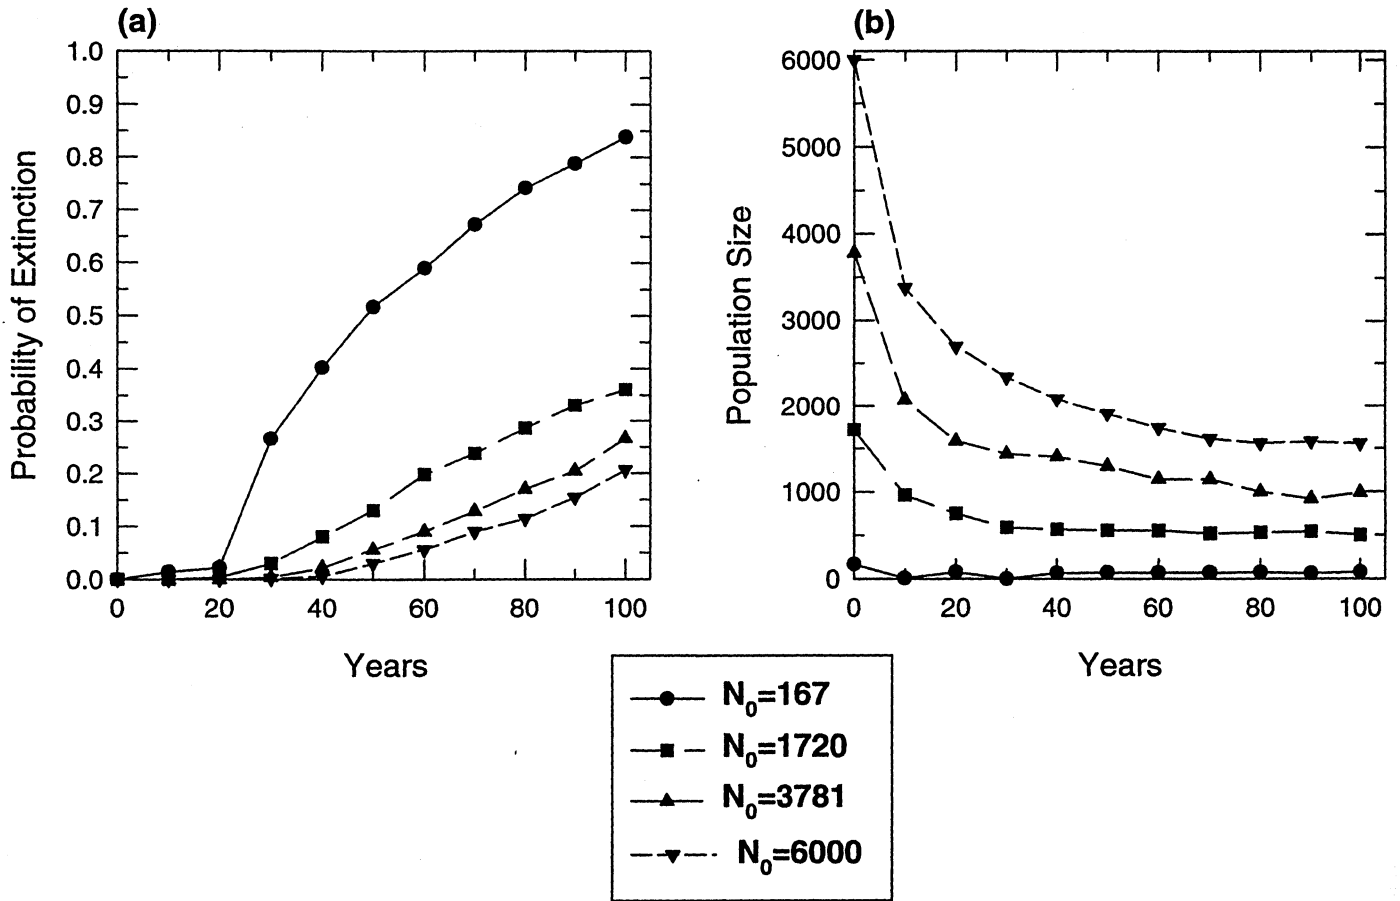 (a)
(b)
Probability of Extinction
1.0
0.9
0.8
0.7
0.6
0.5
0.4
0.3
0.2
0.1
0.0
0 20 40 60 80 100
Years
Population Size
6000
5000
4000
3000
2000
1000
0
0 20 40 60 80 100
Years
N₀=167
N₀=1720
N₀=3781
N₀=6000